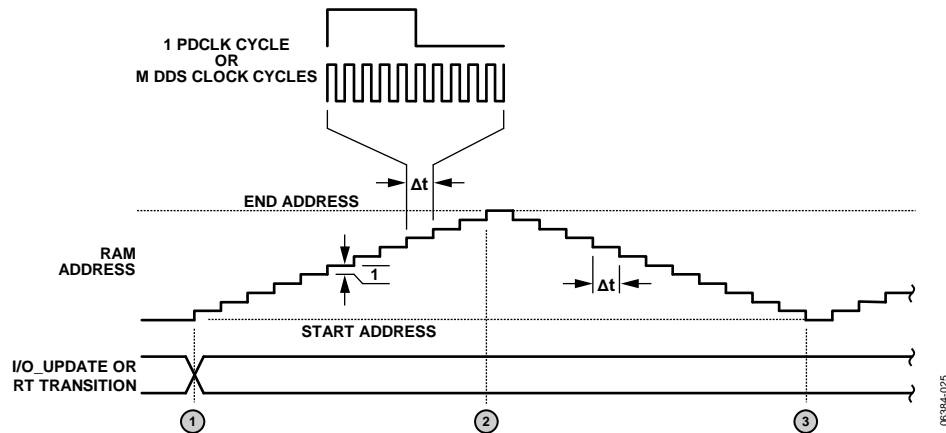 1 PDCLK CYCLE
OR
M DDS CLOCK CYCLES
Δt
END ADDRESS
RAM
ADDRESS
1
Δt
START ADDRESS
I/O_UPDATE OR
RT TRANSITION
1
2
3
06384-025